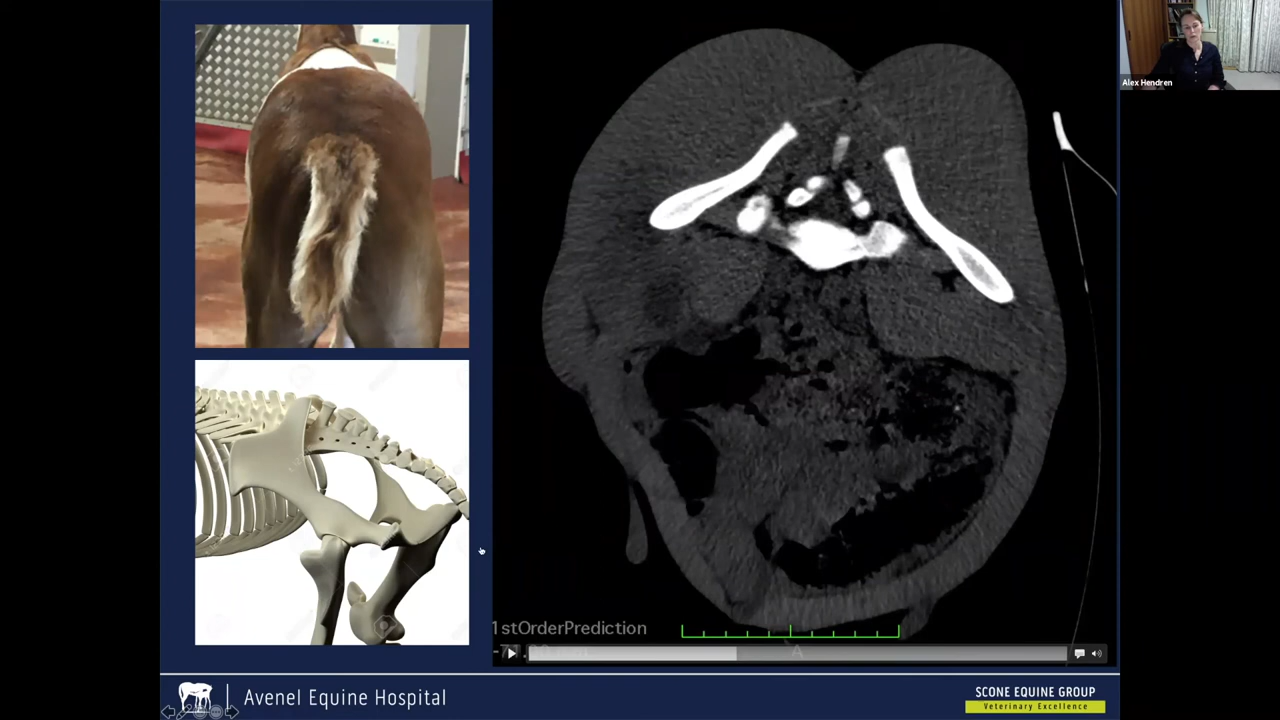 Alex Hendren
1stOrderPrediction
A
Avenel Equine Hospital
SCONE EQUINE GROUP
Veterinary Excellence